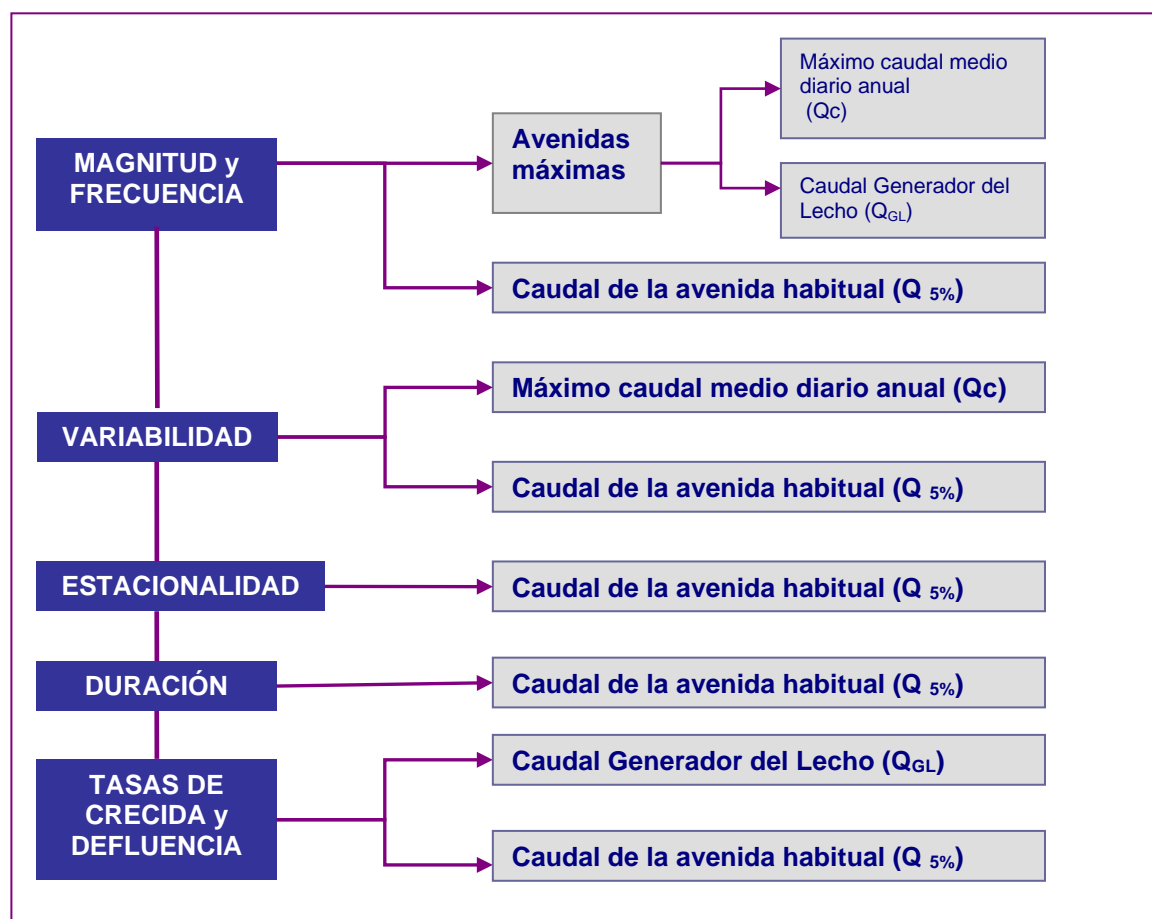 MAGNITUD y
FRECUENCIA
Avenidas
máximas
Máximo caudal medio
diario anual
(Qc)
Caudal Generador del
Lecho (QGL)
Caudal de la avenida habitual (Q 5%)
VARIABILIDAD
Máximo caudal medio diario anual (Qc)
Caudal de la avenida habitual (Q 5%)
ESTACIONALIDAD
Caudal de la avenida habitual (Q 5%)
DURACIÓN
Caudal de la avenida habitual (Q 5%)
TASAS DE
CRECIDA y
DEFLUENCIA
Caudal Generador del Lecho (QGL)
Caudal de la avenida habitual (Q 5%)